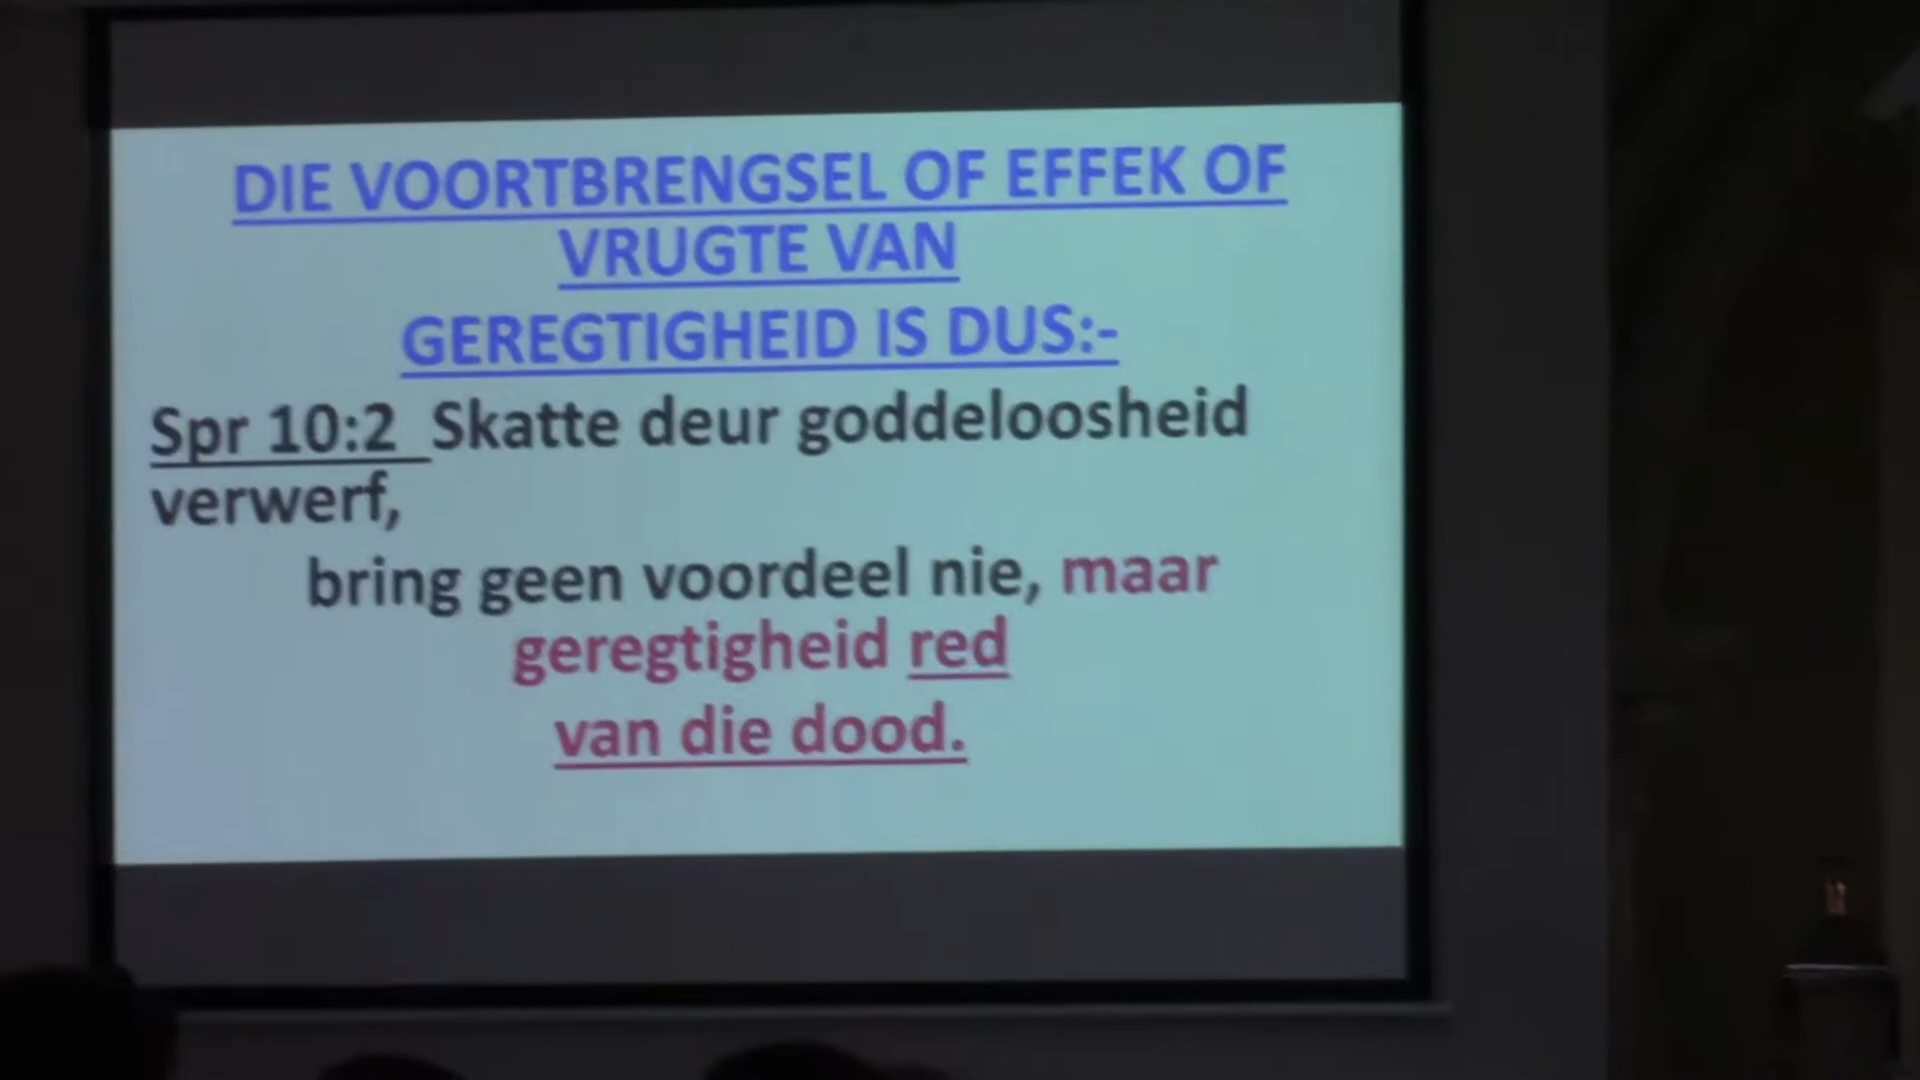 DIE VOORTBRENGSEL OF EFFEK OF
VRUGTE VAN
GEREGTIGHEID IS DUS:-
Spr 10:2 Skatte deur goddeloosheid
verwerf,
bring geen voordeel nie, maar
geregtigheid red
van die dood.